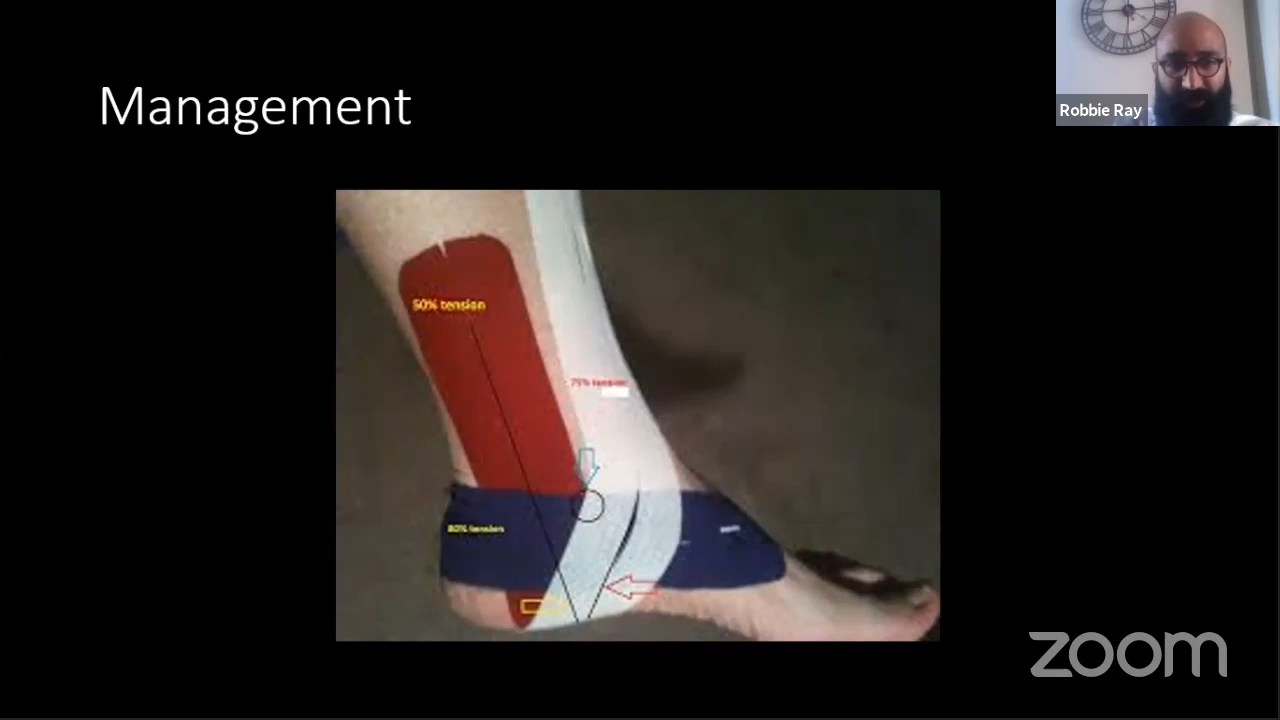 Management
Robbie Ray
50% tension
75% tension
80% tension
zoom